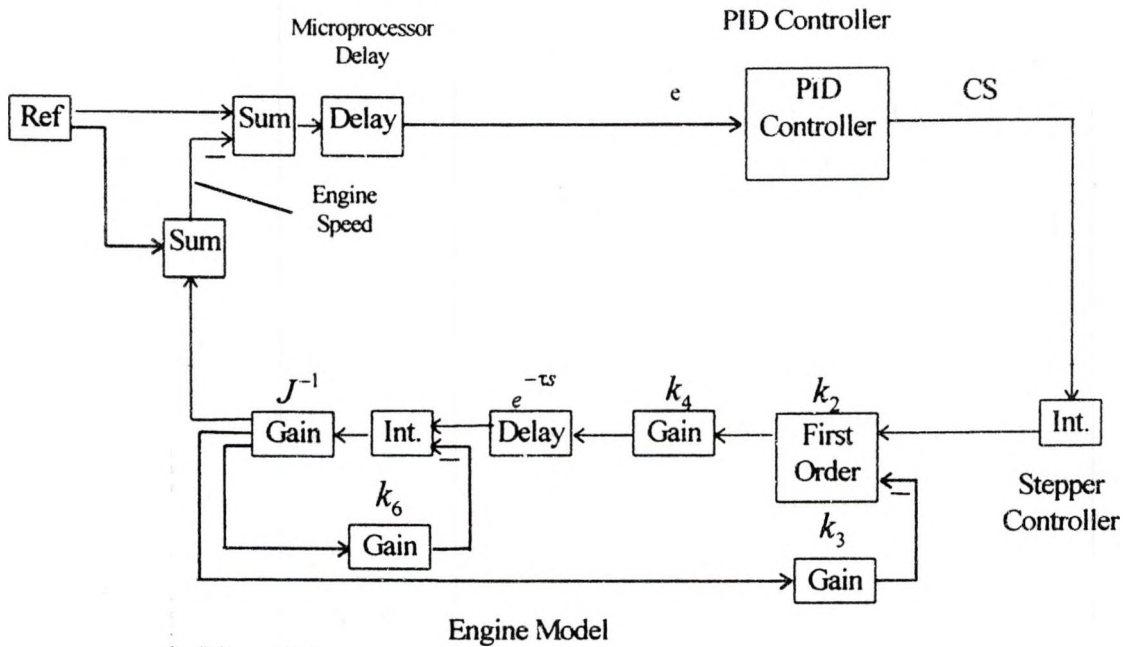 Microprocessor
Delay
PID Controller
Ref
Sum
Delay
e
PID
Controller
CS
Engine
Speed
Sum
J⁻¹
Gain
Int.
e^{-τs}
Delay
k₄
Gain
k₂
First
Order
Int.
Stepper
Controller
k₆
Gain
k₃
Gain
Engine Model